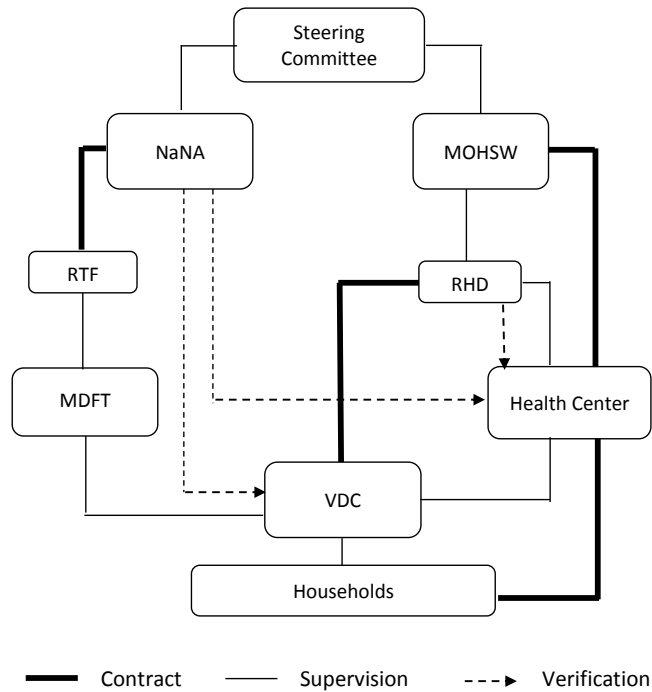 Steering
Committee
NaNA
MOHSW
RTF
RHD
MDFT
Health Center
VDC
Households
Contract
Supervision
Verification